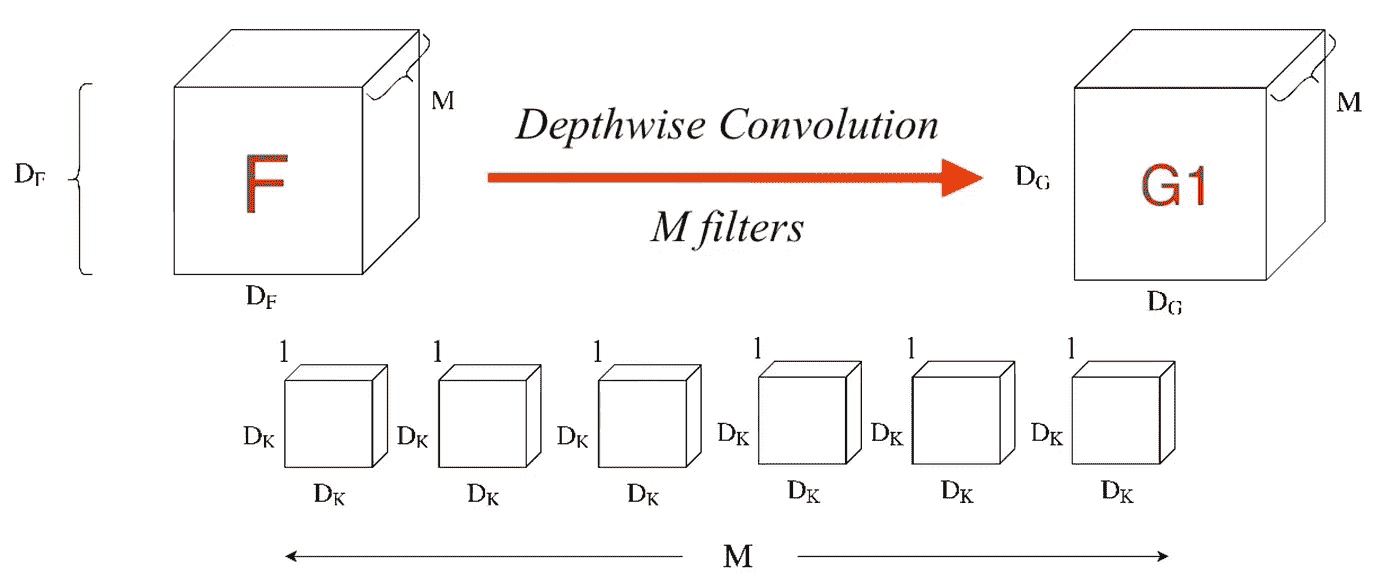 M
Depthwise Convolution
M
D_F
F
D_G
G1
M filters
D_F
D_G
1 1 1 1 1 1
D_K D_K D_K D_K D_K D_K
D_K D_K D_K D_K D_K D_K
M